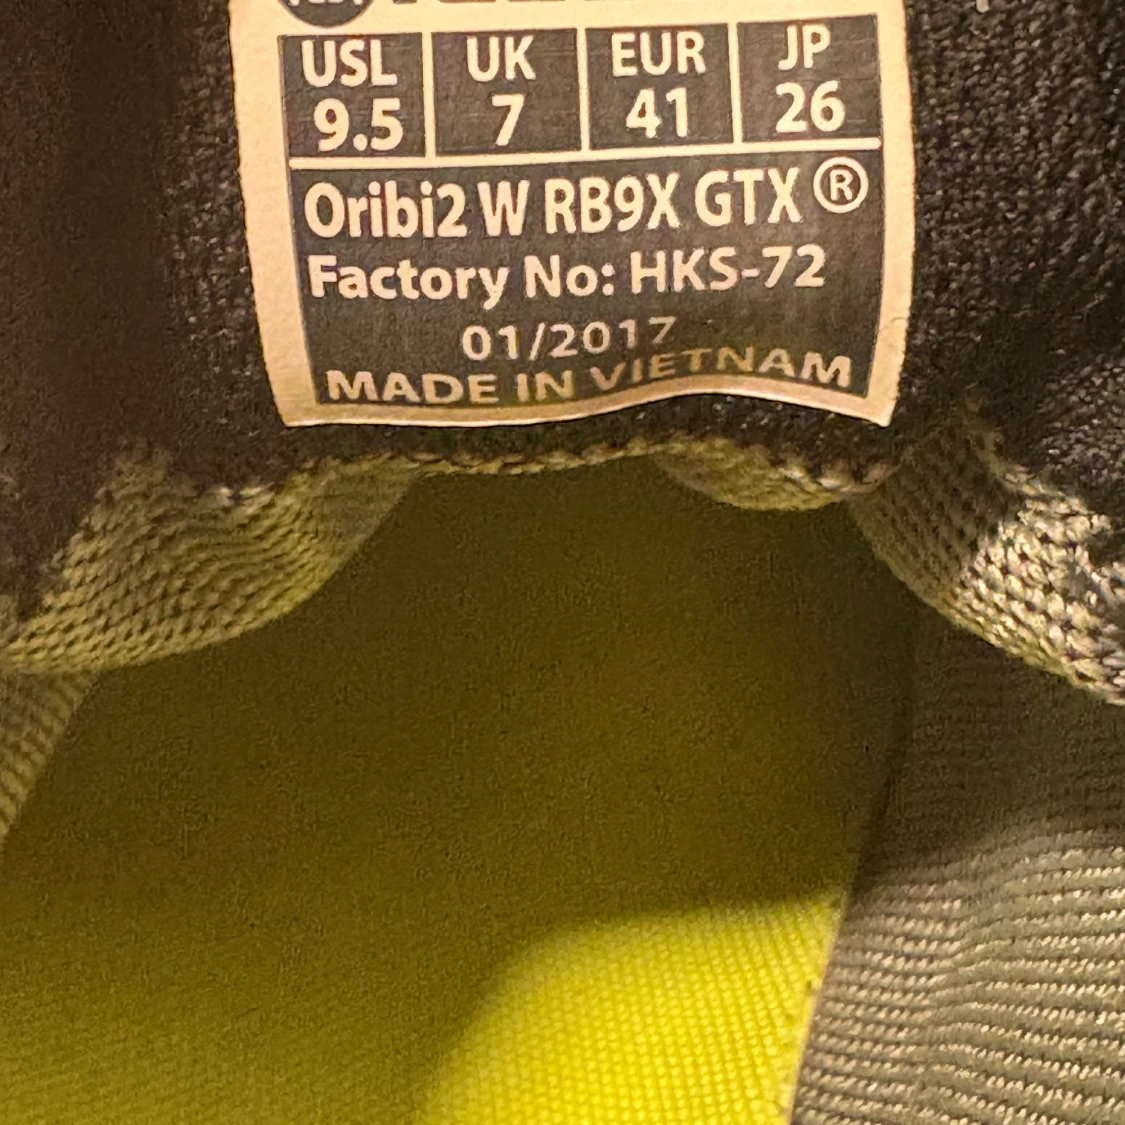 USL UK EUR JP
9.5 7 41 26
Oribi2 W RB9X GTX ®
Factory No: HKS-72
01/2017
MADE IN VIETNAM